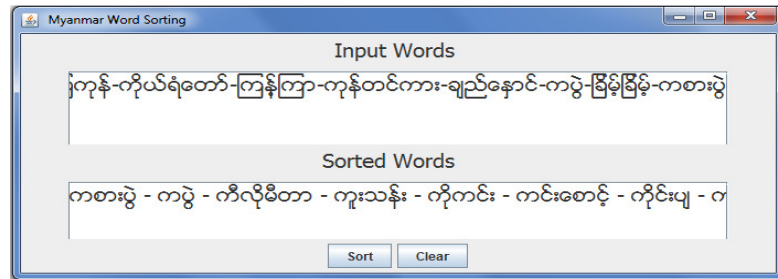 Myanmar Word Sorting
Input Words
ကုန်-ကိုယ်ရံတော်-ကြန့်ကြာ-ကုန်တင်ကား-ချည်နှောင်-ကပွဲ-ခြိမ့်ခြိမ့်-ကစားပွဲ
Sorted Words
ကစားပွဲ - ကပွဲ - ကီလိုမီတာ - ကူးသန်း - ကိုကင်း - ကင်းစောင့် - ကိုင်းပျ -
Sort Clear